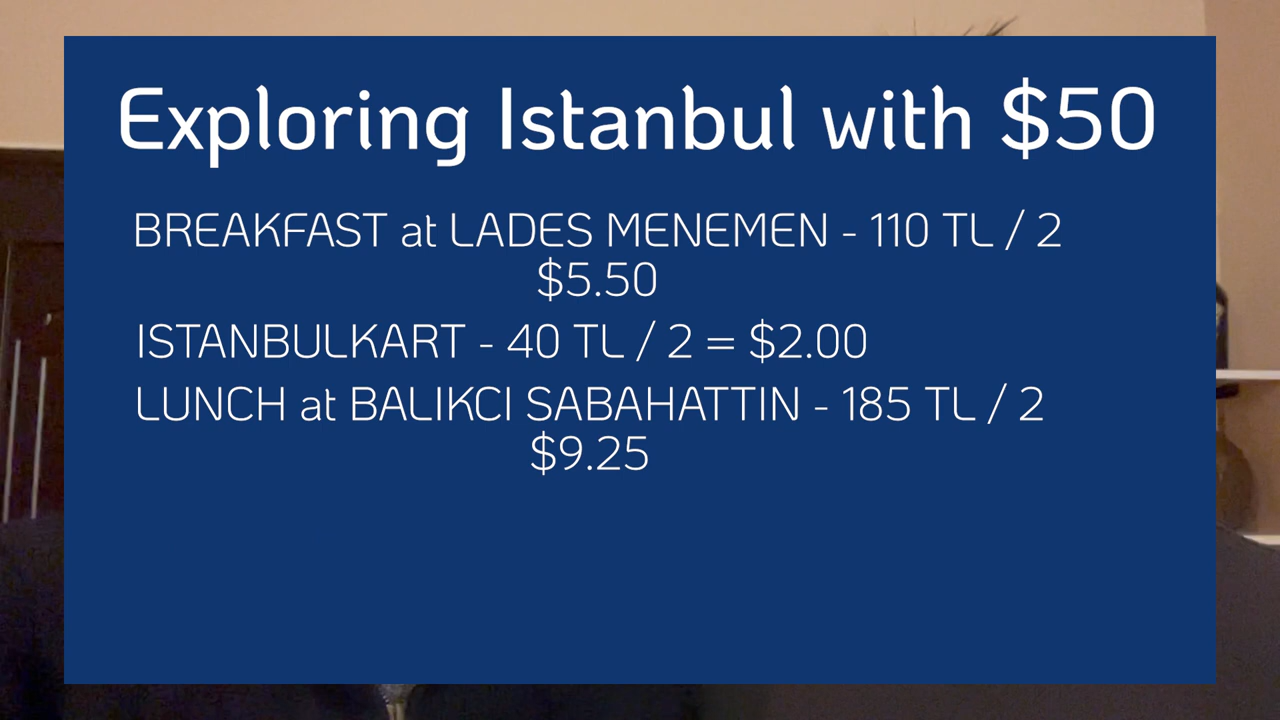 Exploring Istanbul with $50
BREAKFAST at LADES MENEMEN - 110 TL / 2
$5.50
ISTANBULKART - 40 TL / 2 = $2.00
LUNCH at BALIKCI SABAHATTIN - 185 TL / 2
$9.25